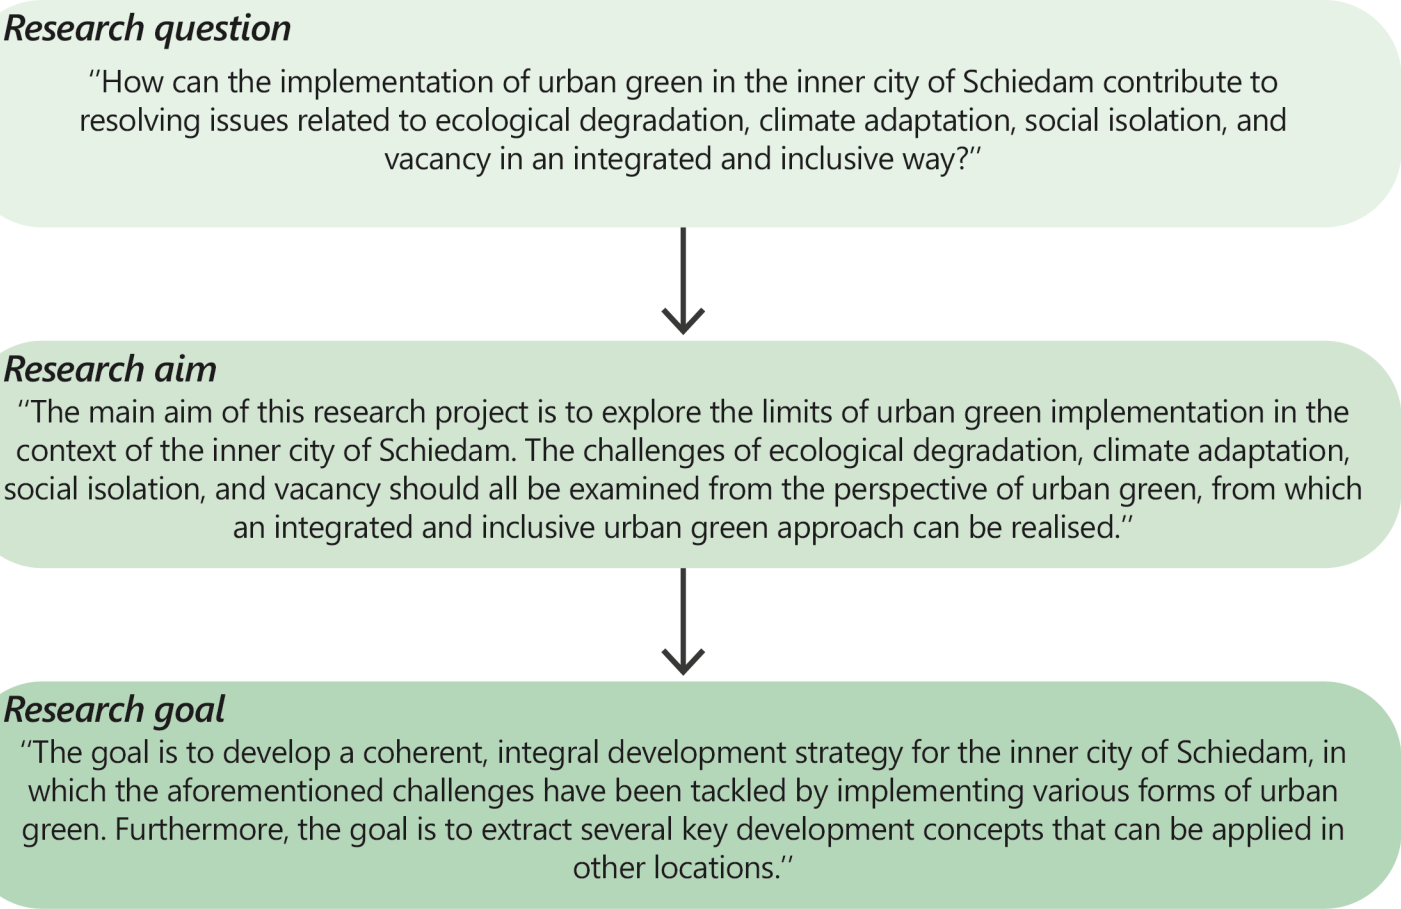 Research question
‘‘How can the implementation of urban green in the inner city of Schiedam contribute to
resolving issues related to ecological degradation, climate adaptation, social isolation, and
vacancy in an integrated and inclusive way?’’
Research aim
‘‘The main aim of this research project is to explore the limits of urban green implementation in the
context of the inner city of Schiedam. The challenges of ecological degradation, climate adaptation,
social isolation, and vacancy should all be examined from the perspective of urban green, from which
an integrated and inclusive urban green approach can be realised.’’
Research goal
‘‘The goal is to develop a coherent, integral development strategy for the inner city of Schiedam, in
which the aforementioned challenges have been tackled by implementing various forms of urban
green. Furthermore, the goal is to extract several key development concepts that can be applied in
other locations.’’